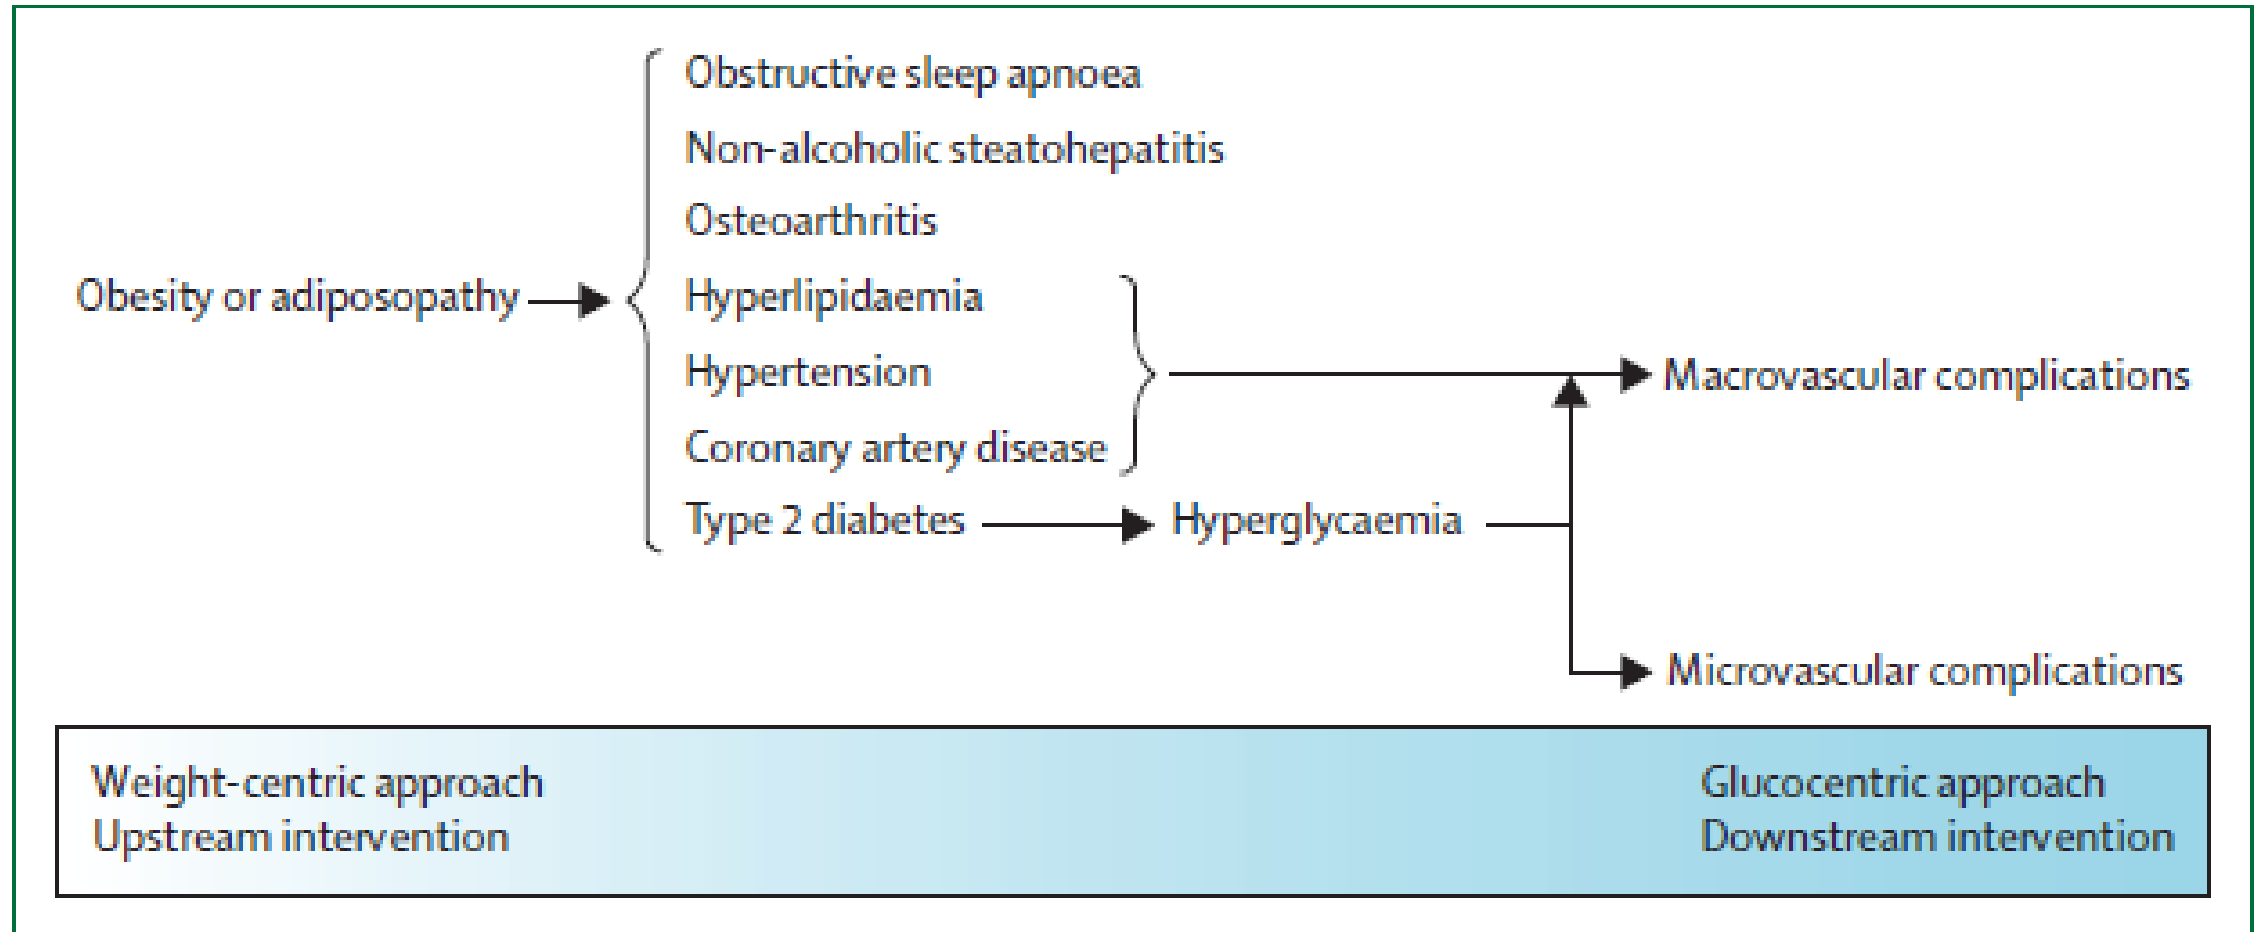 Obstructive sleep apnoea
Non-alcoholic steatohepatitis
Osteoarthritis
Obesity or adiposopathy
Hyperlipidaemia
Hypertension
Macrovascular complications
Coronary artery disease
Type 2 diabetes
Hyperglycaemia
Microvascular complications
Weight-centric approach
Upstream intervention
Glucocentric approach
Downstream intervention